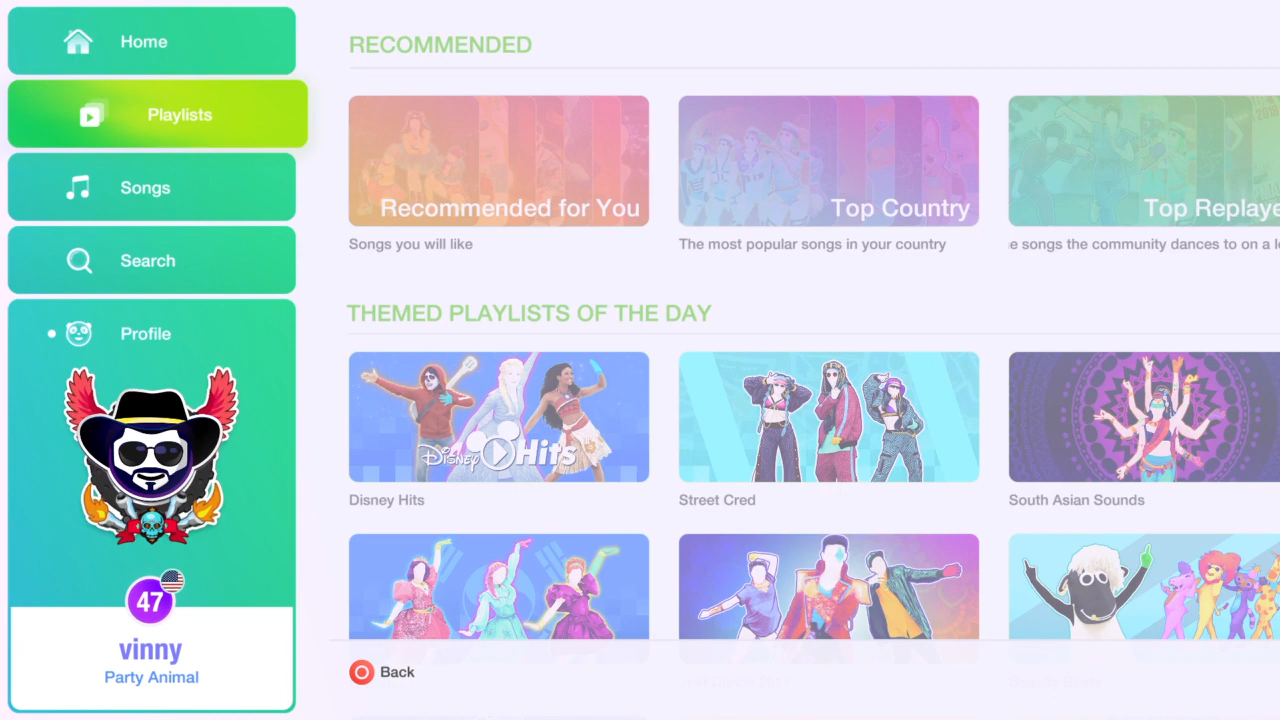 Home
Playlists
Songs
Search
Profile
47
vinny
Party Animal
RECOMMENDED
Recommended for You
Top Country
Top Replaye
Songs you will like
The most popular songs in your country
e songs the community dances to on a l
THEMED PLAYLISTS OF THE DAY
Disney Hits
Disney Hits
Street Cred
South Asian Sounds
Back